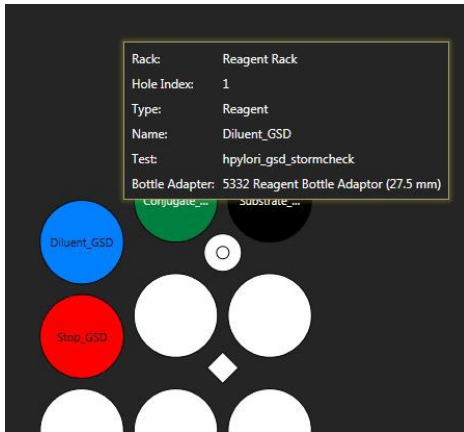 Rack: Reagent Rack
Hole Index: 1
Type: Reagent
Name: Diluent_GSD
Test: hpylori_gsd_stormcheck
Bottle Adapter: 5332 Reagent Bottle Adaptor (27.5 mm)
Conjugate_... Substrate_...
Diluent_GSD
Stop_GSD